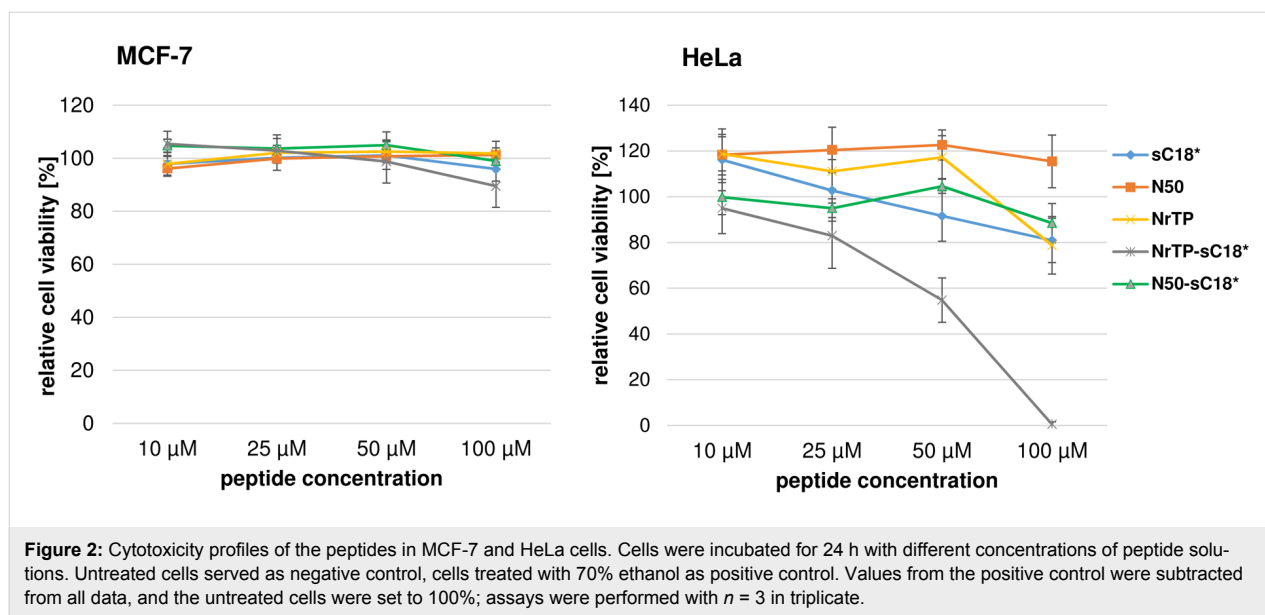 MCF-7
relative cell viability [%]
120
100
80
60
40
20
0
10 µM 25 µM 50 µM 100 µM
peptide concentration
HeLa
relative cell viability [%]
140
120
100
80
60
40
20
0
10 µM 25 µM 50 µM 100 µM
peptide concentration
sC18*
N50
NrTP
NrTP-sC18*
N50-sC18*
Figure 2: Cytotoxicity profiles of the peptides in MCF-7 and HeLa cells. Cells were incubated for 24 h with different concentrations of peptide solu-
tions. Untreated cells served as negative control, cells treated with 70% ethanol as positive control. Values from the positive control were subtracted
from all data, and the untreated cells were set to 100%; assays were performed with n = 3 in triplicate.